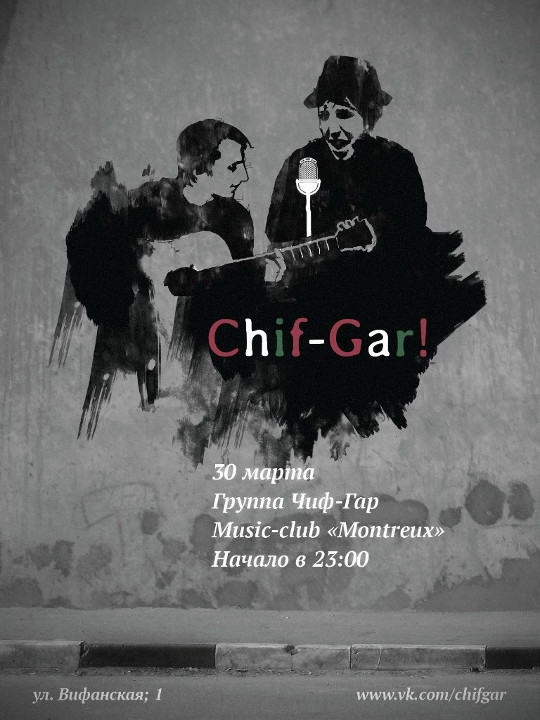 Chif-Gar!
30 марта
Группа Чиф-Гар
Music-club «Montreux»
Начало в 23:00
ул. Вифанская; 1
www.vk.com/chifgar